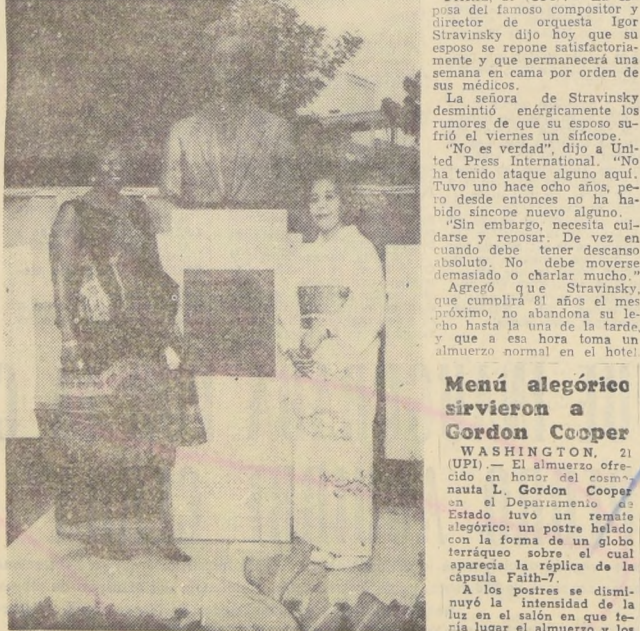 posa del famoso compositor y
director de orquesta Igor
Stravinsky dijo hoy que su
esposo se repone satisfactoria-
mente y que permanecerá una
semana en cama por orden de
sus médicos.
La señora de Stravinsky
desmintió enérgicamente los
rumores de que su esposo su-
frió el viernes un síncope.
"No es verdad", dijo a Uni-
ted Press International. "No
ha tenido ataque alguno aquí.
Tuvo uno hace ocho años, pe-
ro desde entonces no ha ha-
bido síncope nuevo alguno.
"Sin embargo, necesita cui-
darse y reposar. De vez en
cuando debe tener descanso
absoluto. No debe moverse
demasiado o charlar mucho."
Agregó que Stravinsky,
que cumplirá 81 años el mes
próximo, no abandona su le-
cho hasta la una de la tarde,
y que a esa hora toma un
almuerzo normal en el hotel.
Menú alegórico
sirvieron a
Gordon Cooper
WASHINGTON, 21
(UPI).— El almuerzo ofre-
cido en honor del cosmo-
nauta L. Gordon Cooper
en el Departamento de
Estado tuvo un remate
alegórico: un postre helado
con la forma de un globo
terráqueo sobre el cual
aparecía la réplica de la
cápsula Faith-7.
A los postres se dismi-
nuyó la intensidad de la
luz en el salón en que te-
nía lugar el almuerzo y los